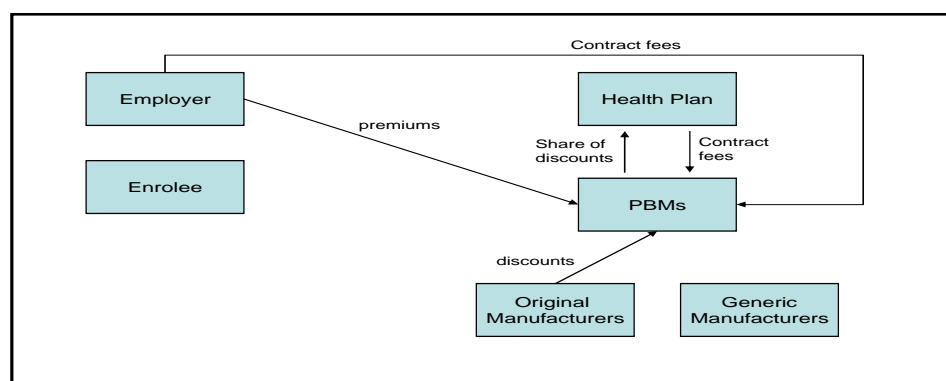 Contract fees
Employer
Health Plan
premiums
Share of
discounts
Contract
fees
Enrolee
PBMs
discounts
Original
Manufacturers
Generic
Manufacturers